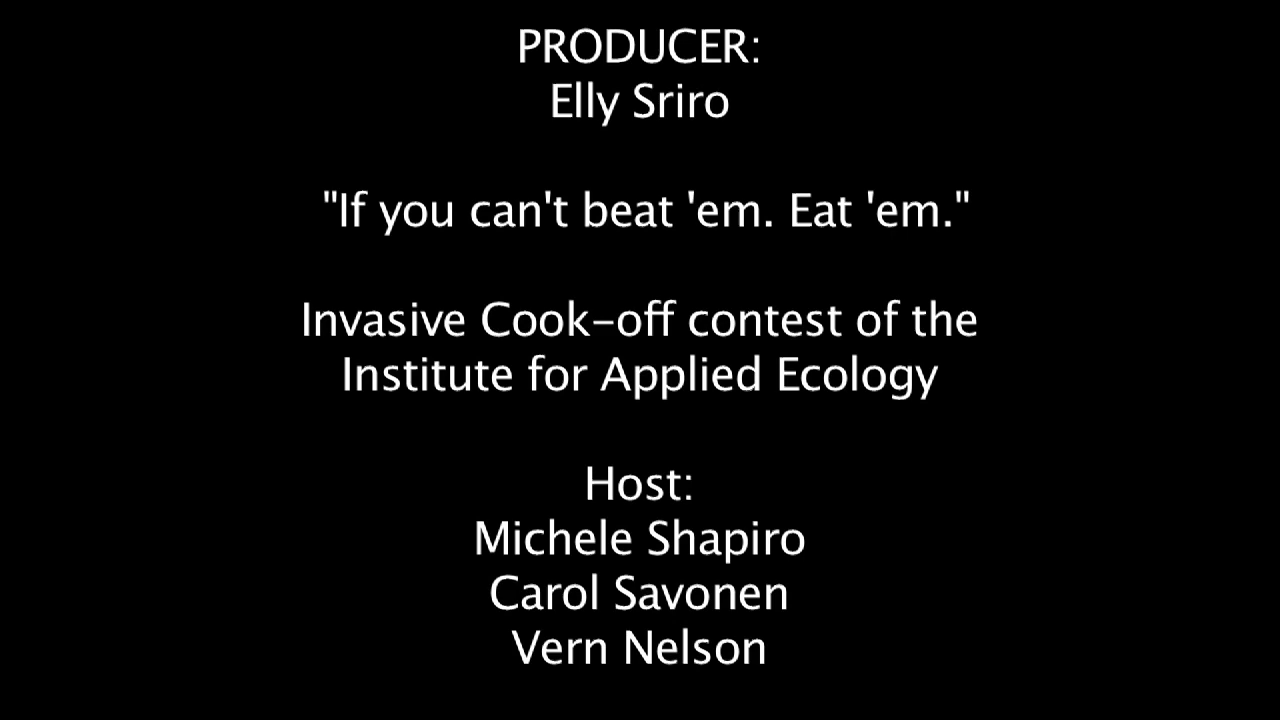 PRODUCER:
Elly Sriro
"If you can't beat 'em. Eat 'em."
Invasive Cook-off contest of the
Institute for Applied Ecology
Host:
Michele Shapiro
Carol Savonen
Vern Nelson